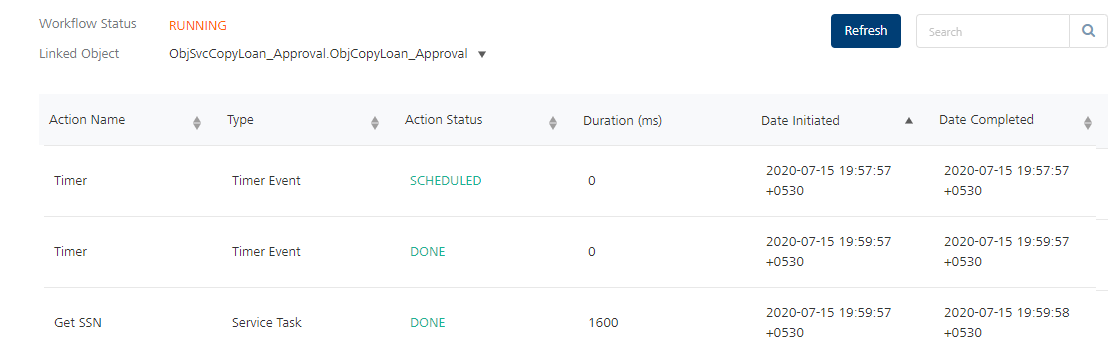 Workflow Status RUNNING
Refresh
Search
Linked Object ObjSvcCopyLoan_Approval.ObjCopyLoan_Approval
Action Name Type Action Status Duration (ms) Date Initiated Date Completed
Timer Timer Event SCHEDULED 0 2020-07-15 19:57:57 +0530 2020-07-15 19:57:57 +0530
Timer Timer Event DONE 0 2020-07-15 19:59:57 +0530 2020-07-15 19:59:57 +0530
Get SSN Service Task DONE 1600 2020-07-15 19:59:57 +0530 2020-07-15 19:59:58 +0530